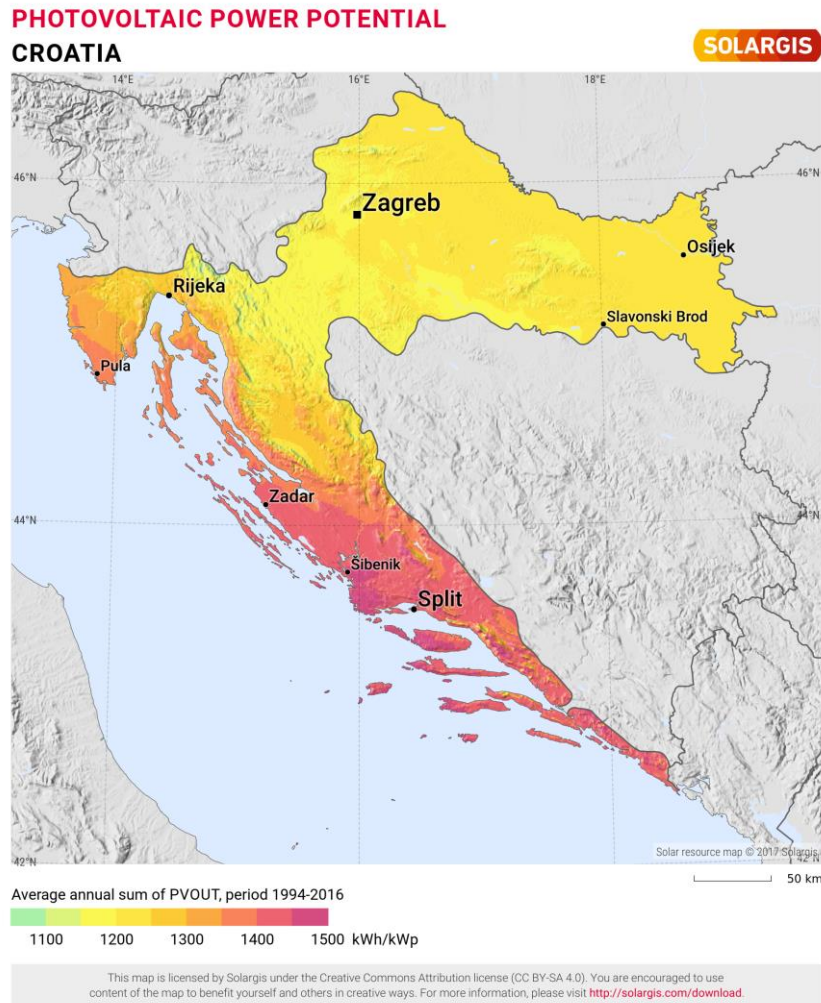 PHOTOVOLTAIC POWER POTENTIAL
CROATIA
SOLARGIS
14°E
16°E
18°E
46°N
46°N
Zagreb
Osijek
Rijeka
Slavonski Brod
Pula
Zadar
44°N
44°N
Šibenik
Split
Solar resource map © 2017 Solargis
42°N
42°N
50 km
Average annual sum of PVOUT, period 1994-2016
1100 1200 1300 1400 1500 kWh/kWp
This map is licensed by Solargis under the Creative Commons Attribution license (CC BY-SA 4.0). You are encouraged to use
content of the map to benefit yourself and others in creative ways. For more information, please visit http://solargis.com/download.